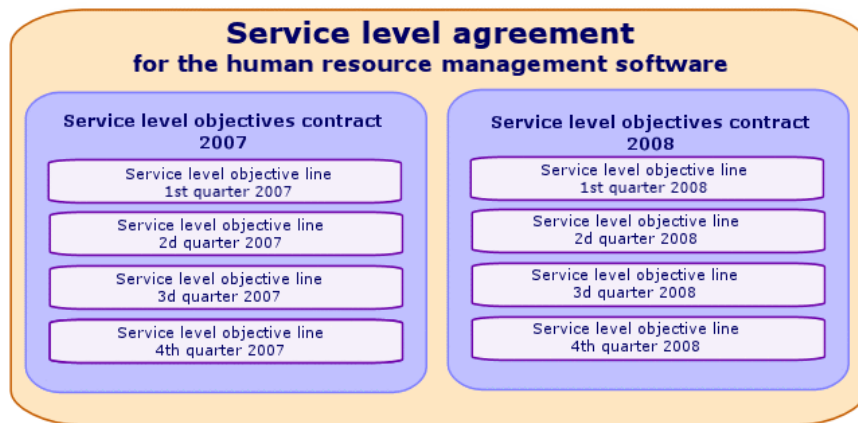 Service level agreement
for the human resource management software
Service level objectives contract
2007
Service level objective line
1st quarter 2007
Service level objective line
2d quarter 2007
Service level objective line
3d quarter 2007
Service level objective line
4th quarter 2007
Service level objectives contract
2008
Service level objective line
1st quarter 2008
Service level objective line
2d quarter 2008
Service level objective line
3d quarter 2008
Service level objective line
4th quarter 2008